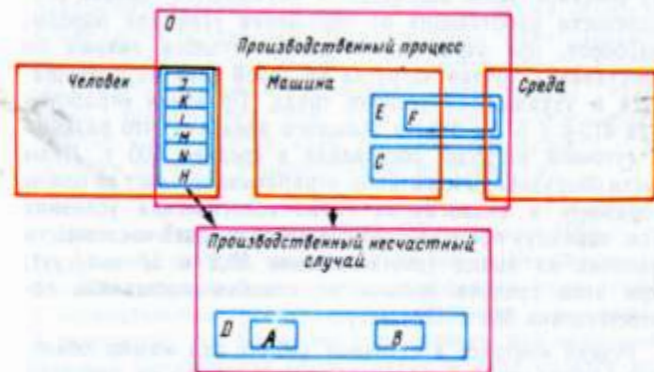 O
Производственный процесс
Человек
Машина
Среда
J
K
L
M
N
H
E
F
C
Производственный несчастный
случай
D
A
B